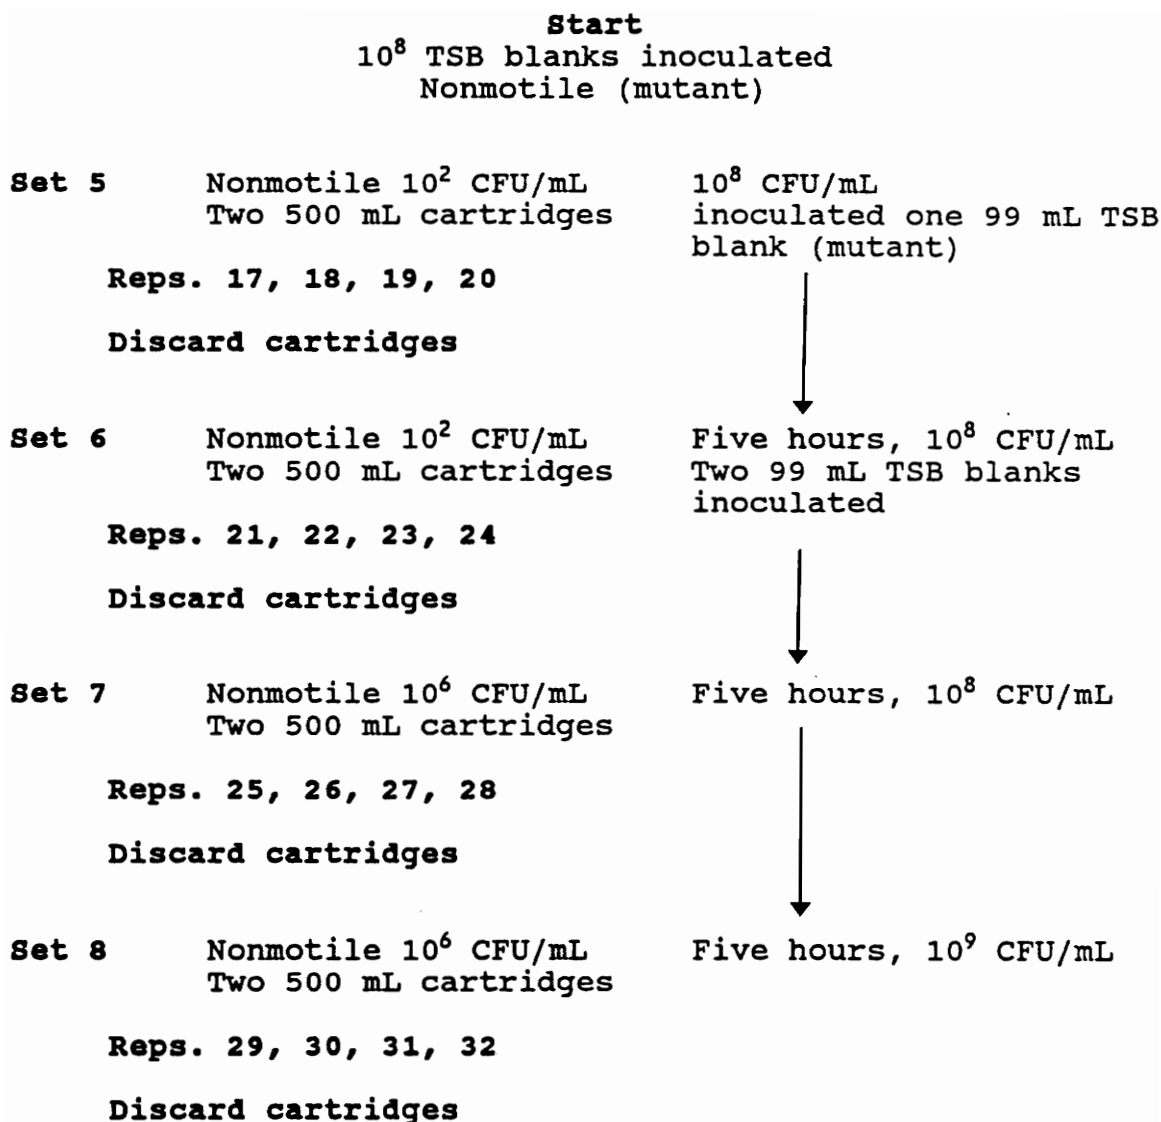 Start
10⁸ TSB blanks inoculated
Nonmotile (mutant)
Set 5 Nonmotile 10² CFU/mL 10⁸ CFU/mL
Two 500 mL cartridges inoculated one 99 mL TSB
blank (mutant)
Reps. 17, 18, 19, 20
Discard cartridges
Set 6 Nonmotile 10² CFU/mL Five hours, 10⁸ CFU/mL
Two 500 mL cartridges Two 99 mL TSB blanks
inoculated
Reps. 21, 22, 23, 24
Discard cartridges
Set 7 Nonmotile 10⁶ CFU/mL Five hours, 10⁸ CFU/mL
Two 500 mL cartridges
Reps. 25, 26, 27, 28
Discard cartridges
Set 8 Nonmotile 10⁶ CFU/mL Five hours, 10⁹ CFU/mL
Two 500 mL cartridges
Reps. 29, 30, 31, 32
Discard cartridges